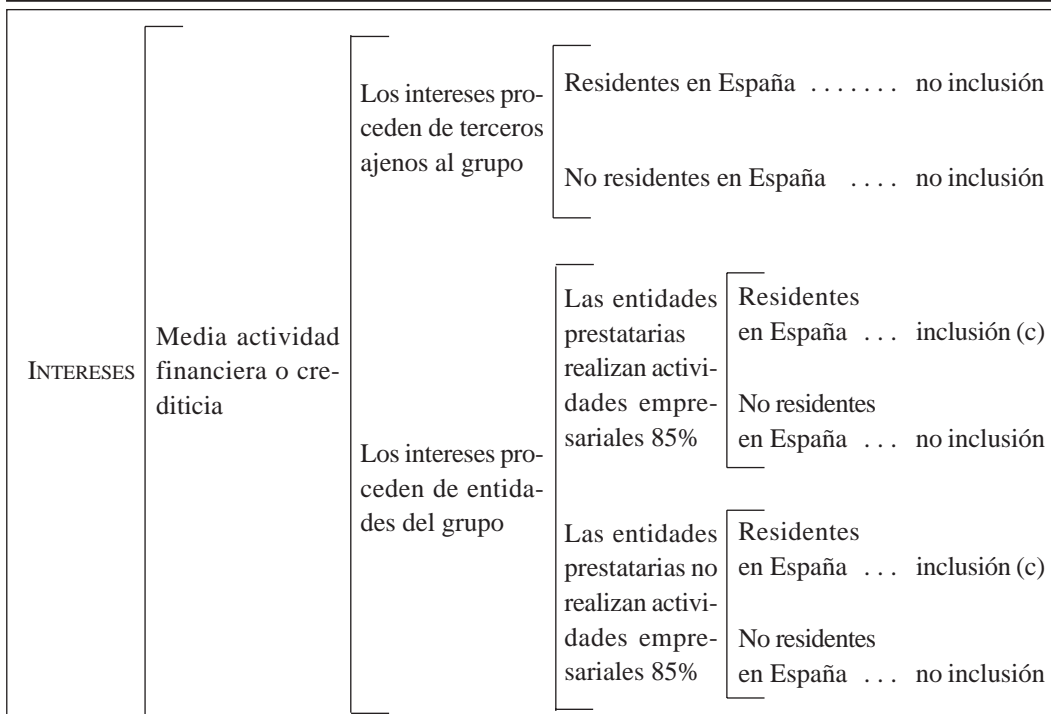 INTERESES
Media actividad
financiera o cre-
diticia
Los intereses pro-
ceden de terceros
ajenos al grupo
Residentes en España ....... no inclusión
No residentes en España .... no inclusión
Los intereses pro-
ceden de entida-
des del grupo
Las entidades
prestatarias
realizan activi-
dades empre-
sariales 85%
Residentes
en España ... inclusión (c)
No residentes
en España ... no inclusión
Las entidades
prestatarias no
realizan activi-
dades empre-
sariales 85%
Residentes
en España ... inclusión (c)
No residentes
en España ... no inclusión